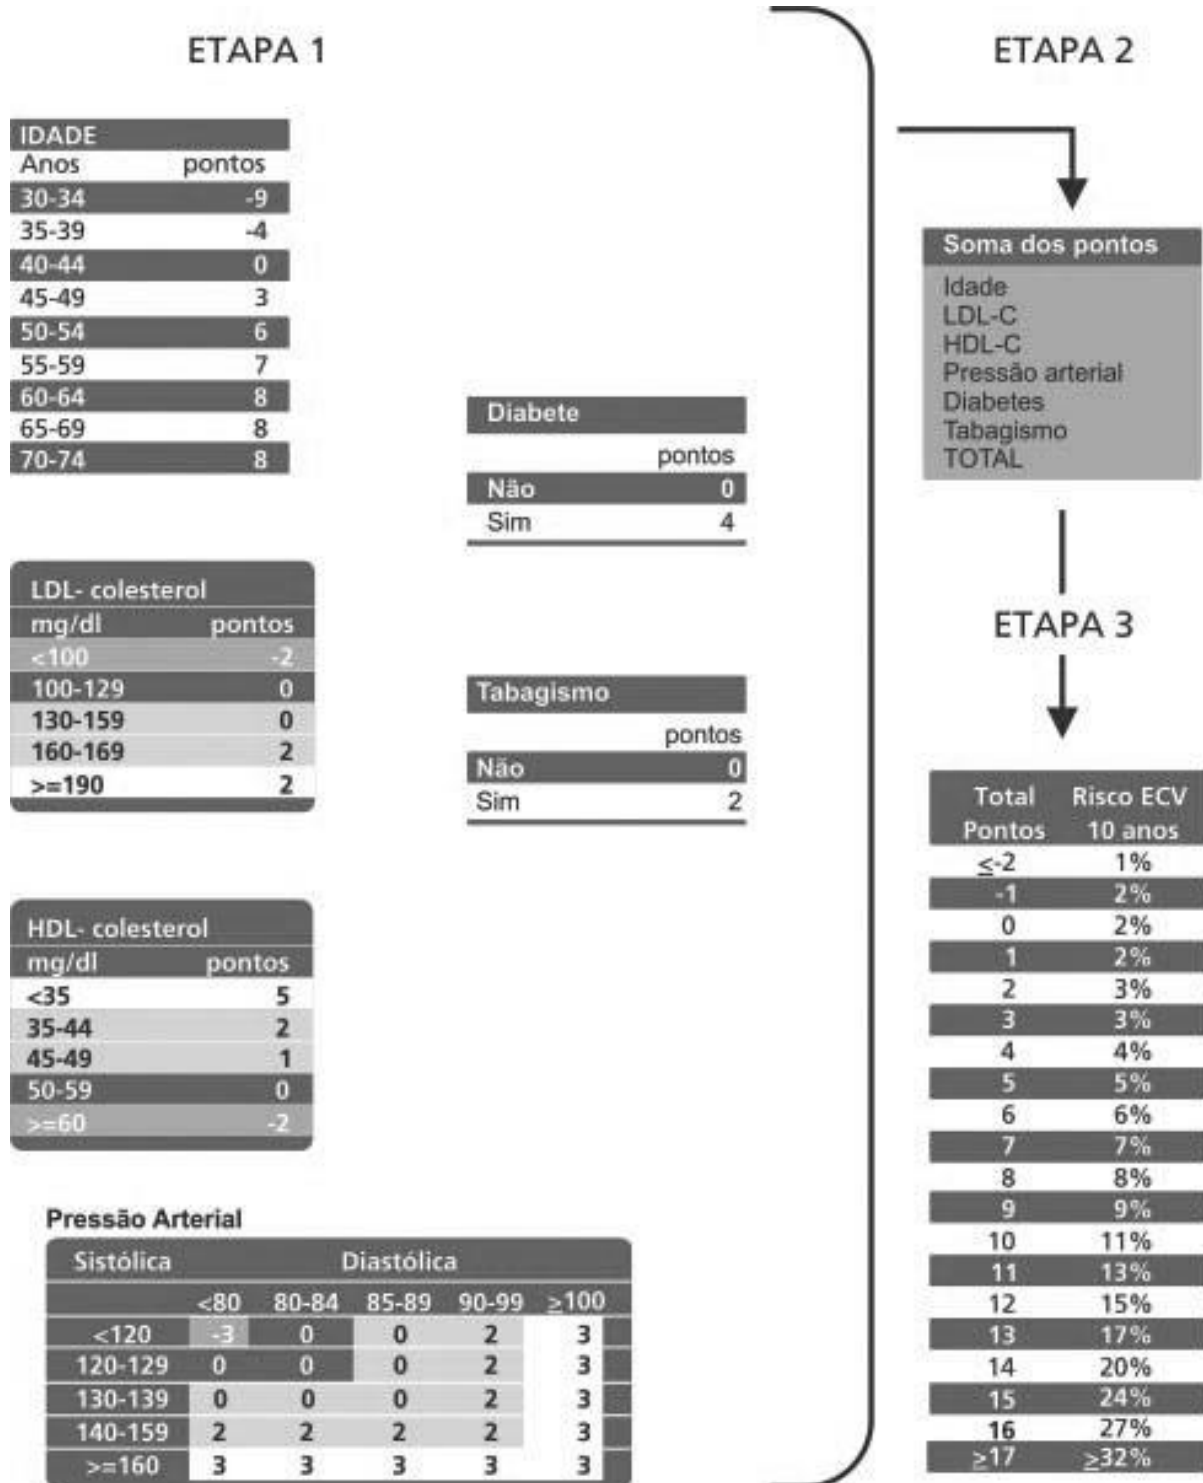 ETAPA 1
IDADE
Anos pontos
30-34 -9
35-39 -4
40-44 0
45-49 3
50-54 6
55-59 7
60-64 8
65-69 8
70-74 8
LDL- colesterol
mg/dl pontos
<100 -2
100-129 0
130-159 0
160-169 2
>=190 2
HDL- colesterol
mg/dl pontos
<35 5
35-44 2
45-49 1
50-59 0
>=60 -2
Diabete
pontos
Não 0
Sim 4
Tabagismo
pontos
Não 0
Sim 2
Pressão Arterial
Sistólica Diastólica
<80 80-84 85-89 90-99 ≥100
<120 -3 0 0 2 3
120-129 0 0 0 2 3
130-139 0 0 0 2 3
140-159 2 2 2 2 3
>=160 3 3 3 3 3
ETAPA 2
Soma dos pontos
Idade
LDL-C
HDL-C
Pressão arterial
Diabetes
Tabagismo
TOTAL
ETAPA 3
Total Risco ECV
Pontos 10 anos
≤-2 1%
-1 2%
0 2%
1 2%
2 3%
3 3%
4 4%
5 5%
6 6%
7 7%
8 8%
9 9%
10 11%
11 13%
12 15%
13 17%
14 20%
15 24%
16 27%
≥17 ≥32%